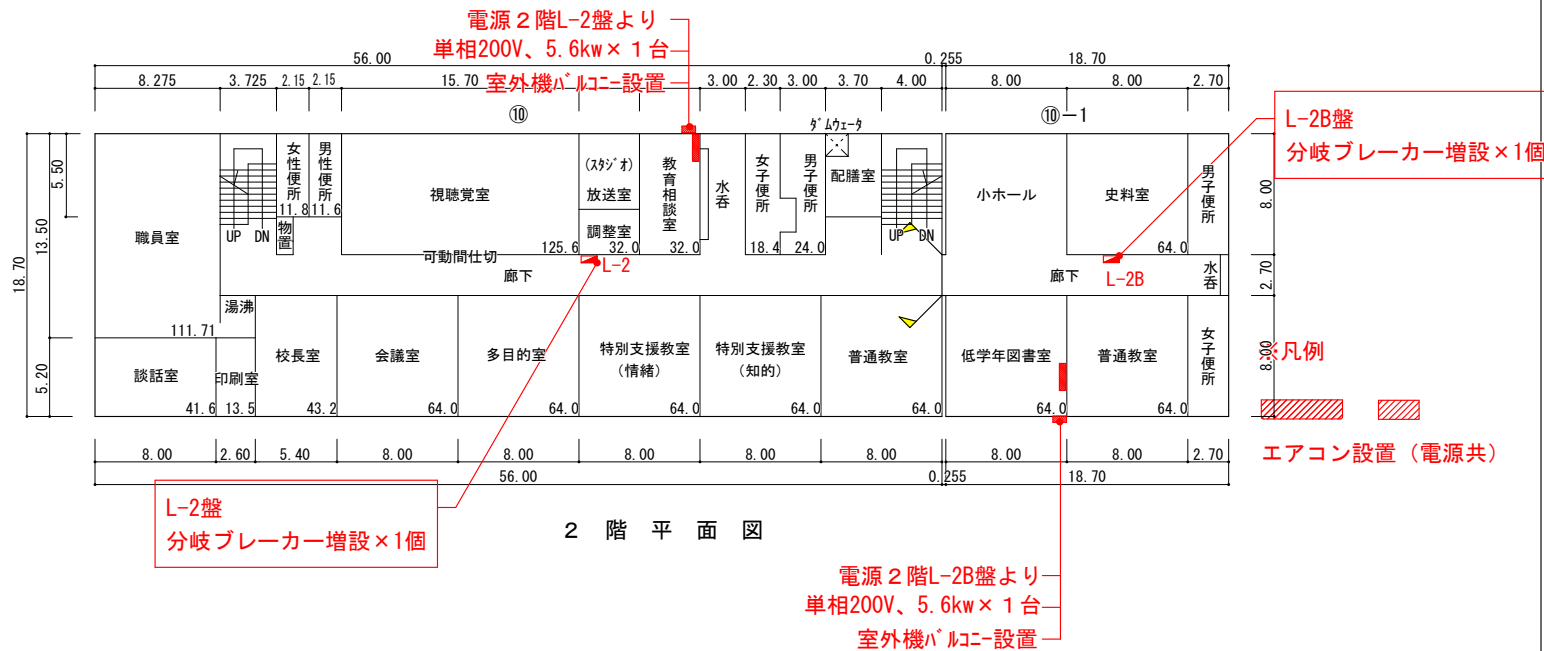 電源２階L-2盤より
単相200V、5.6kw×１台
室外機ﾊﾞﾙｺﾆｰ設置
56.00
0.255
18.70
8.275
3.725
2.15
2.15
15.70
3.00
2.30
3.00
3.70
4.00
8.00
8.00
2.70
⑩
⑩－1
ﾀﾞﾑｳｪｰﾀ
L-2B盤
分岐ブレーカー増設×1個
18.70
5.50
13.50
5.20
職員室
111.71
UP
DN
女性便所
11.8
男性便所
11.6
物置
視聴覚室
125.6
可動間仕切
(ｽﾀｼﾞｵ)
放送室
調整室
32.0
教育相談室
32.0
水呑
女子便所
18.4
男子便所
24.0
配膳室
UP
DN
小ホール
史料室
64.0
男子便所
L-2
廊下
廊下
L-2B
水呑
8.00
2.70
8.00
湯沸
談話室
41.6
印刷室
13.5
校長室
43.2
会議室
64.0
多目的室
64.0
特別支援教室
(情緒)
64.0
特別支援教室
(知的)
64.0
普通教室
64.0
低学年図書室
64.0
普通教室
64.0
女子便所
※凡例
エアコン設置（電源共）
8.00
2.60
5.40
8.00
8.00
8.00
8.00
8.00
8.00
8.00
2.70
56.00
0.255
18.70
L-2盤
分岐ブレーカー増設×1個
２階平面図
電源２階L-2B盤より
単相200V、5.6kw×１台
室外機ﾊﾞﾙｺﾆｰ設置